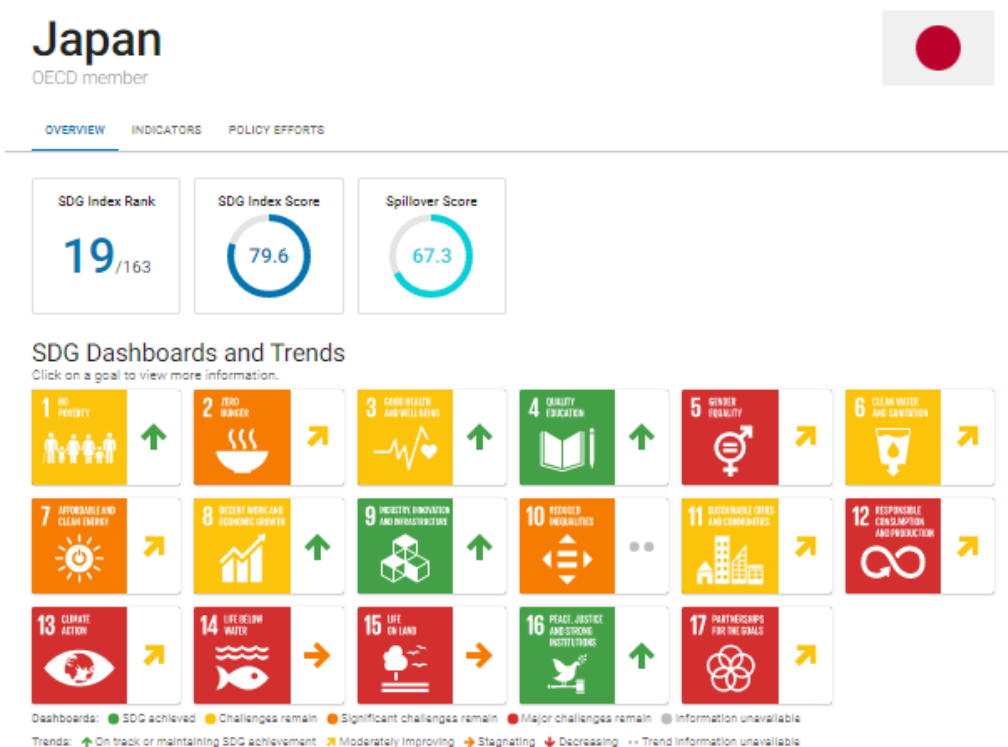 Japan
OECD member
OVERVIEW INDICATORS POLICY EFFORTS
SDG Index Rank
19/163
SDG Index Score
79.6
Spillover Score
67.3
SDG Dashboards and Trends
Click on a goal to view more information.
1 NO
POVERTY
2 ZERO
HUNGER
3 GOOD HEALTH
AND WELL-BEING
4 QUALITY
EDUCATION
5 GENDER
EQUALITY
6 CLEAN WATER
AND SANITATION
7 AFFORDABLE AND
CLEAN ENERGY
8 DECENT WORK AND
ECONOMIC GROWTH
9 INDUSTRY, INNOVATION
AND INFRASTRUCTURE
10 REDUCED
INEQUALITIES
11 SUSTAINABLE CITIES
AND COMMUNITIES
12 RESPONSIBLE
CONSUMPTION
AND PRODUCTION
13 CLIMATE
ACTION
14 LIFE BELOW
WATER
15 LIFE
ON LAND
16 PEACE, JUSTICE
AND STRONG
INSTITUTIONS
17 PARTNERSHIPS
FOR THE GOALS
Dashboards: SDG achieved Challenges remain Significant challenges remain Major challenges remain Information unavailable
Trends: On track or maintaining SDG achievement Moderately improving Stagnating Decreasing Trend information unavailable